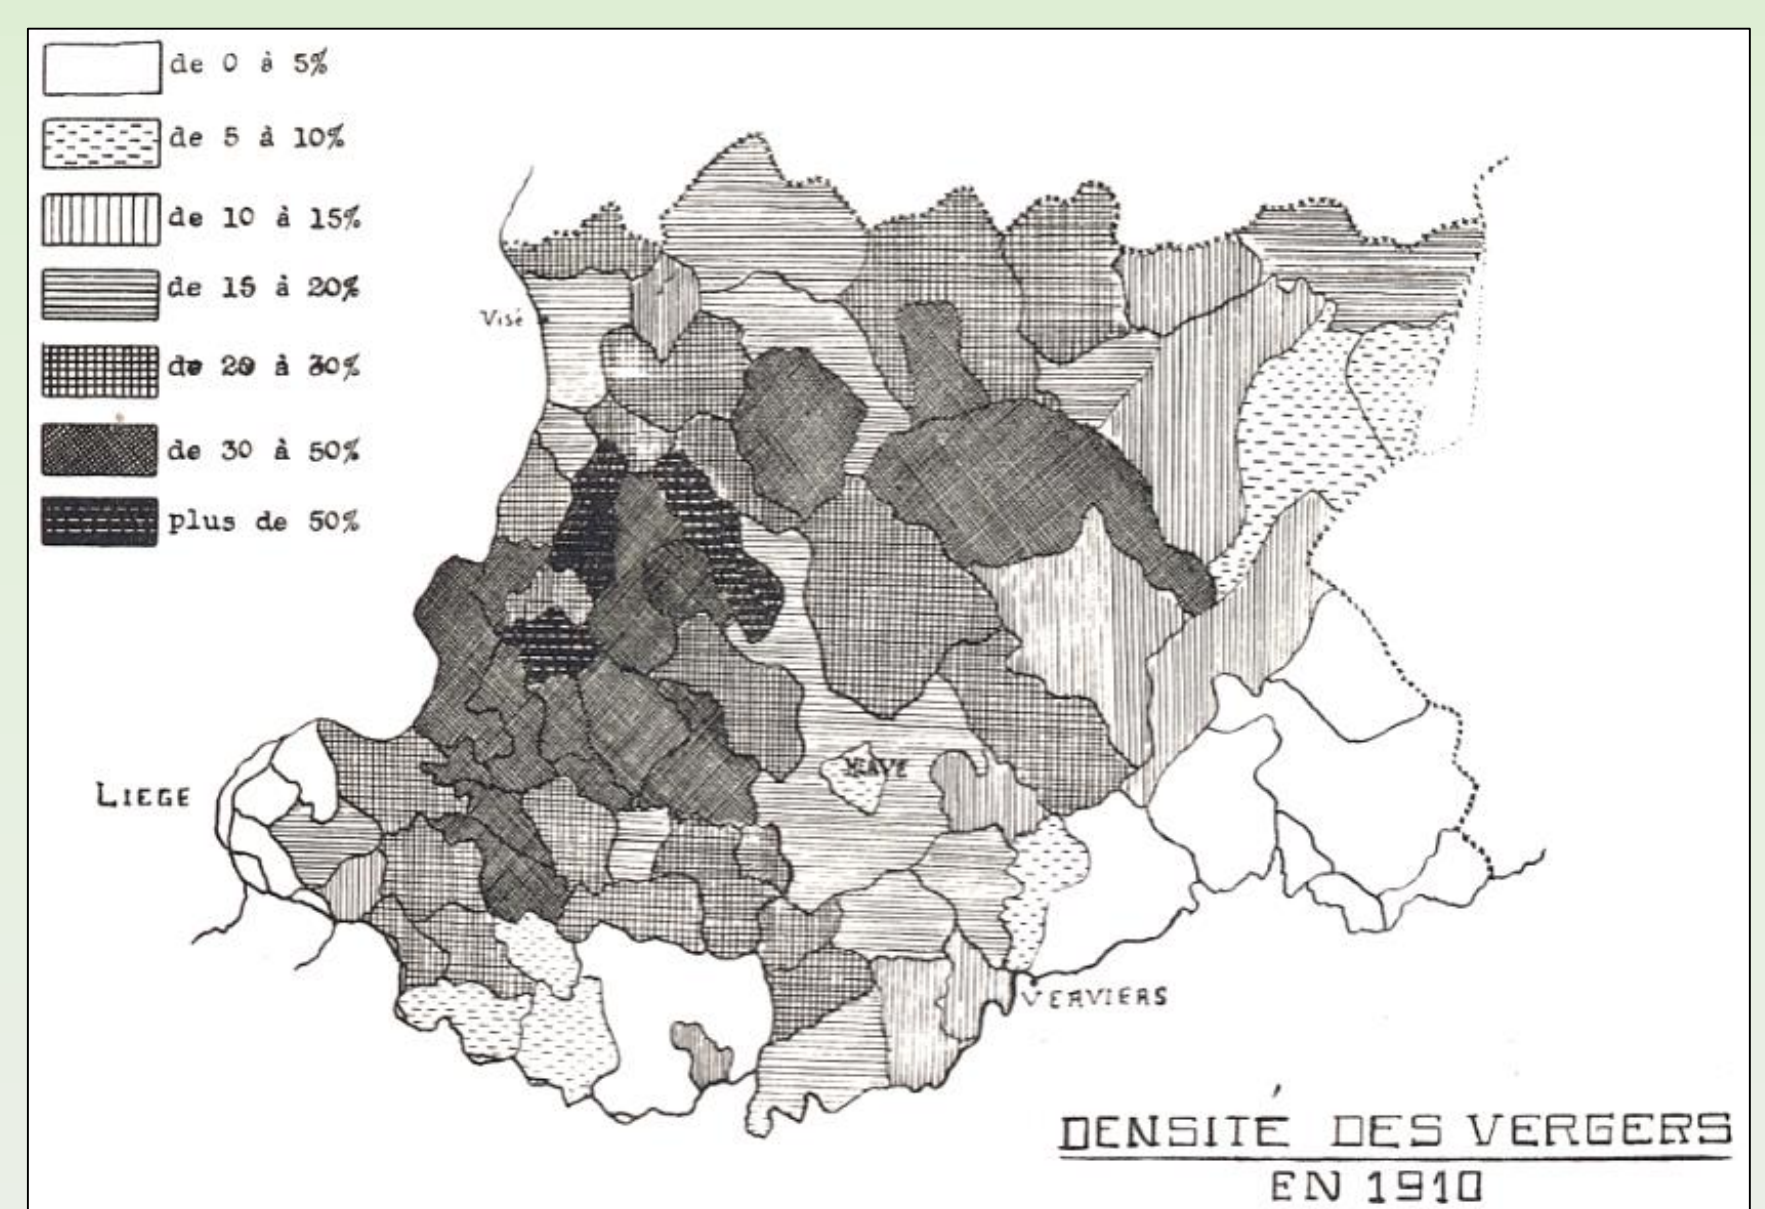 de 0 à 5%
de 5 à 10%
de 10 à 15%
de 15 à 20%
de 20 à 30%
de 30 à 50%
plus de 50%
Visé
HERVE
LIEGE
VERVIERS
DENSITÉ DES VERGERS
EN 1910